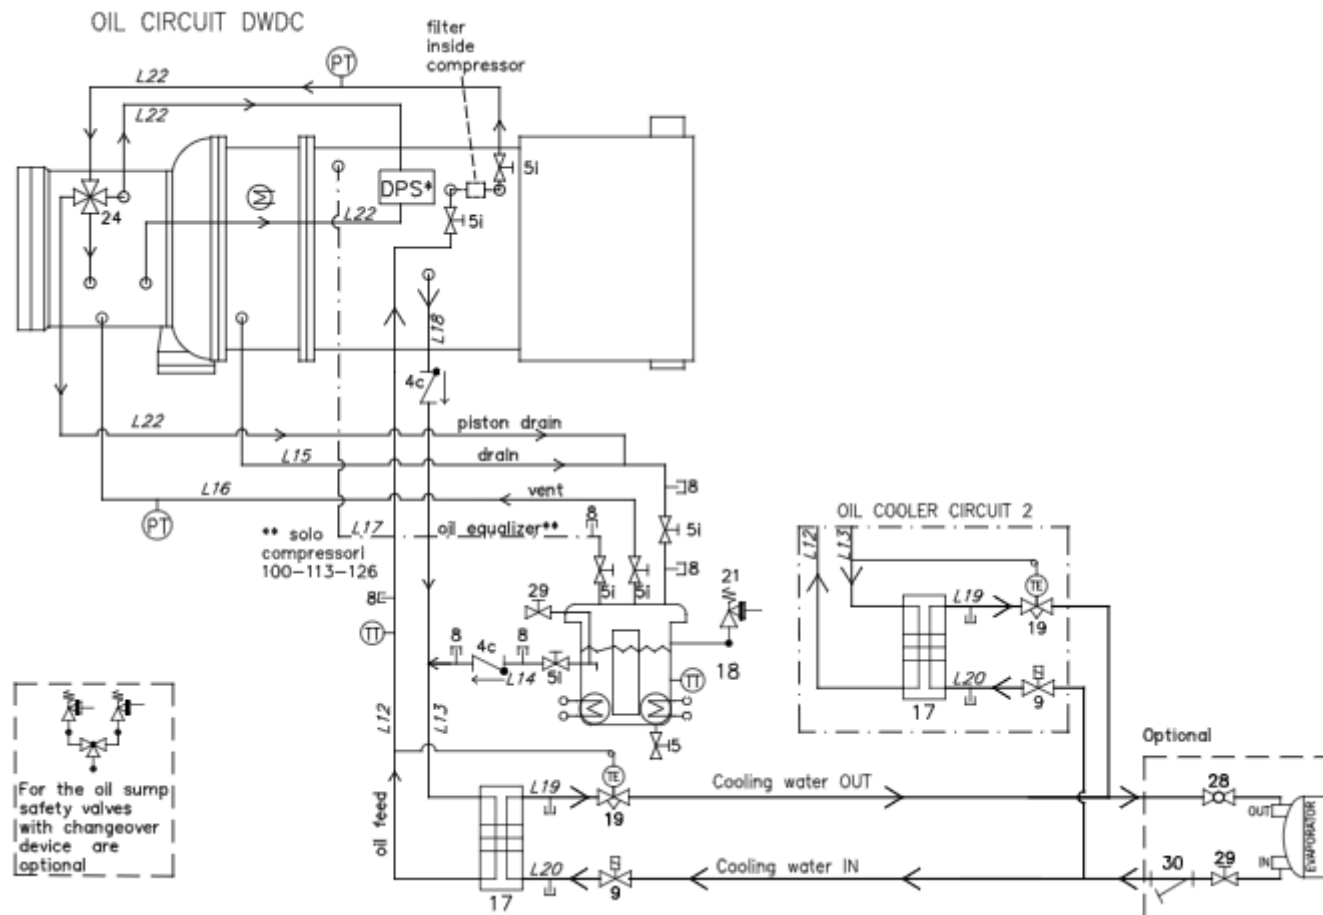 OIL CIRCUIT DWDC
filter
inside
compressor
PT
L22
L22
5i
DPS*
24
L22
5i
L18
4c
L22
piston drain
L15
drain
8
L16
vent
PT
8
5i
** solo
compressori
100-113-126
L17
oil equalizer**
8
5i
5i
29
21
8
TT
8
4c
8
L14
5i
18
TT
L12
L13
5
OIL COOLER CIRCUIT 2
L12
L13
TE
L19
19
L20
17
9
For the oil sump
safety valves
with changeover
device are
optional
oil feed
TE
L19
19
Cooling water OUT
L20
9
Cooling water IN
17
Optional
28
OUT
EVAPORATOR
IN
30
29